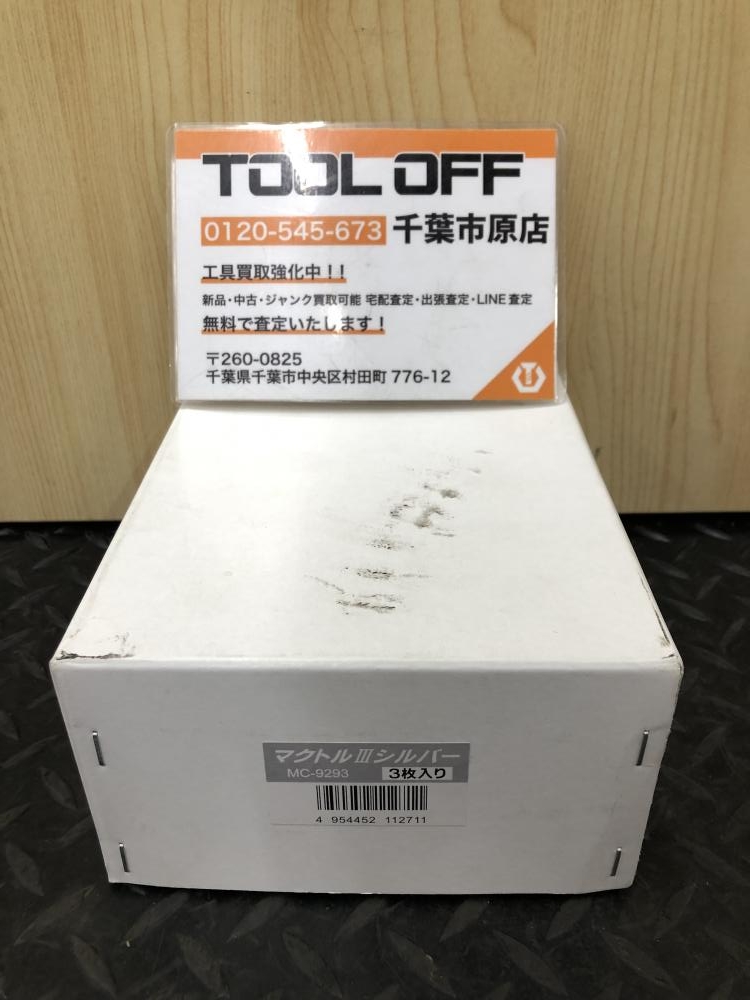 TOOL OFF
0120-545-673 千葉市原店
工具買取強化中！！
新品・中古・ジャンク買取可能 宅配査定・出張査定・LINE査定
無料で査定いたします！
〒260-0825
千葉県千葉市中央区村田町 776-12
マクトルⅢシルバー
MC-9293 3枚入り
4 954452 112711